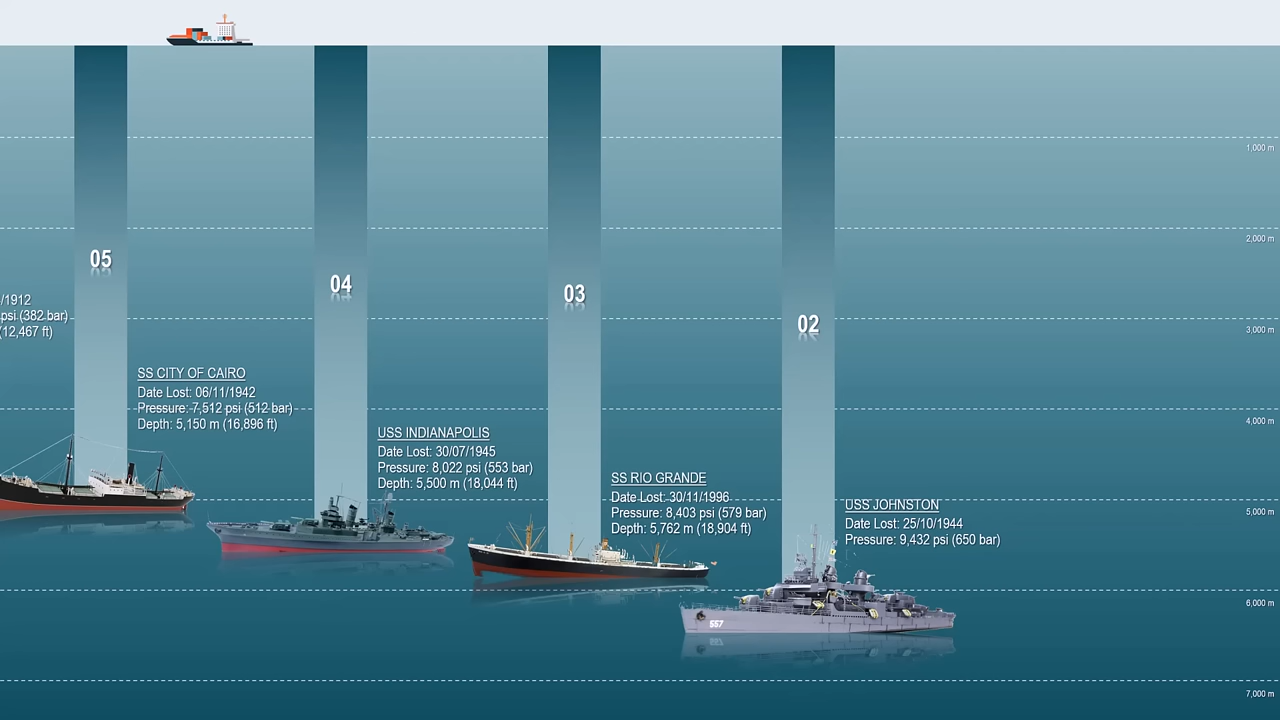 05
04
03
02
1,000 m
2,000 m
3,000 m
4,000 m
5,000 m
6,000 m
7,000 m
/1912
psi (382 bar)
(12,467 ft)
SS CITY OF CAIRO
Date Lost: 06/11/1942
Pressure: 7,512 psi (512 bar)
Depth: 5,150 m (16,896 ft)
USS INDIANAPOLIS
Date Lost: 30/07/1945
Pressure: 8,022 psi (553 bar)
Depth: 5,500 m (18,044 ft)
SS RIO GRANDE
Date Lost: 30/11/1996
Pressure: 8,403 psi (579 bar)
Depth: 5,762 m (18,904 ft)
USS JOHNSTON
Date Lost: 25/10/1944
Pressure: 9,432 psi (650 bar)
557